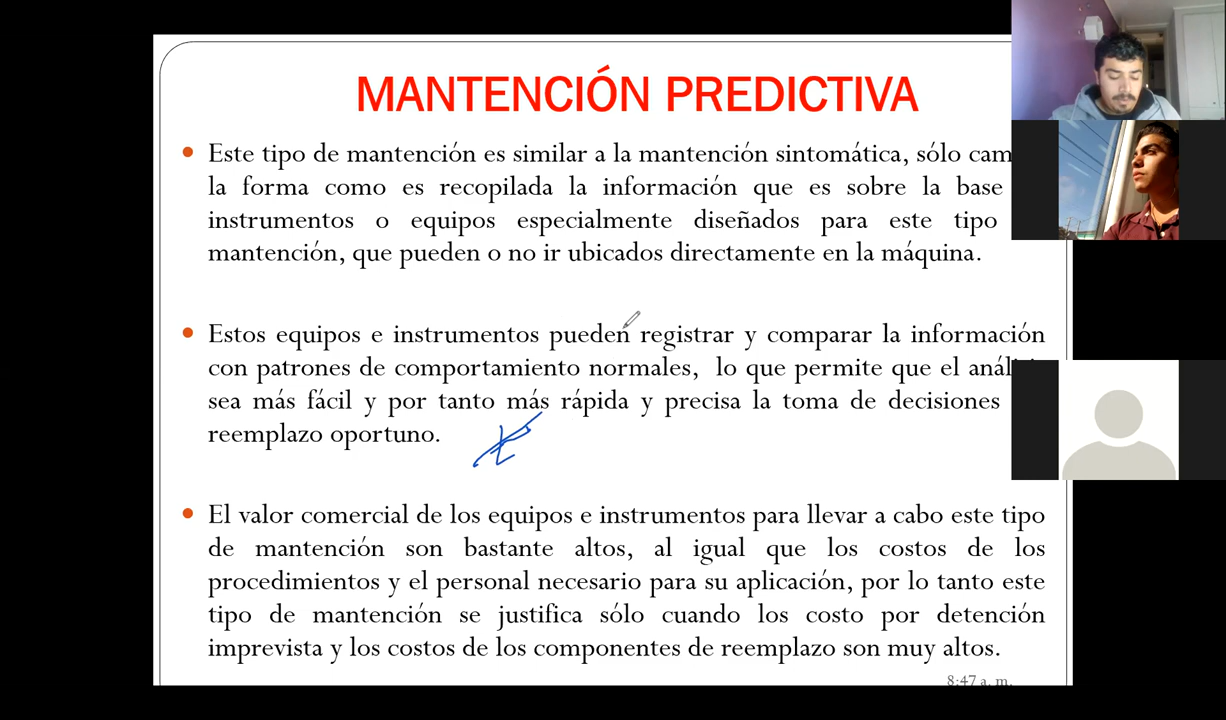 MANTENCIÓN PREDICTIVA
Este tipo de mantención es similar a la mantención sintomática, sólo
la forma como es recopilada la información que es sobre la base
instrumentos o equipos especialmente diseñados para este tipo
mantención, que pueden o no ir ubicados directamente en la máquina.
Estos equipos e instrumentos pueden registrar y comparar la información
con patrones de comportamiento normales, lo que permite que el
sea más fácil y por tanto más rápida y precisa la toma de decisiones
reemplazo oportuno.
El valor comercial de los equipos e instrumentos para llevar a cabo este tipo
de mantención son bastante altos, al igual que los costos de los
procedimientos y el personal necesario para su aplicación, por lo tanto este
tipo de mantención se justifica sólo cuando los costo por detención
imprevista y los costos de los componentes de reemplazo son muy altos.
8:47 a. m.